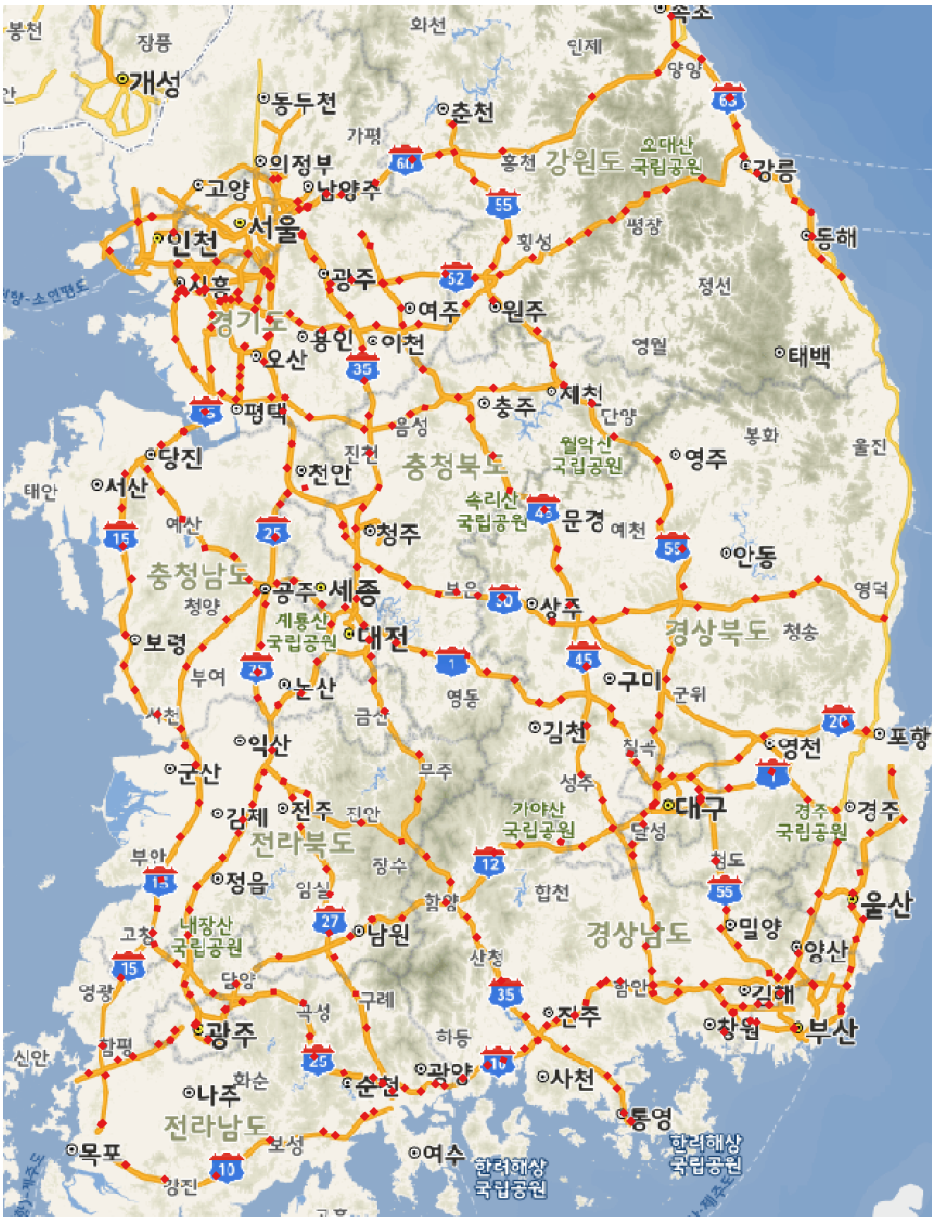 속초
화천
봉천
장풍
인제
양양
개성
65
동두천
춘천
가평
오대산
국립공원
의정부
60
홍천
강원도
강릉
고양
남양주
55
서울
평창
인천
횡성
동해
시흥
광주
52
정선
여주
원주
경기도
용인
이천
영월
오산
35
태백
제천
평택
충주
단양
음성
월악산
국립공원
봉화
울진
당진
진천
충청북도
영주
태안
서산
천안
속리산
국립공원
45
문경
예산
25
예천
15
청주
55
안동
충청남도
공주
세종
보은
30
상주
영덕
청양
계룡산
국립공원
경상북도
청송
보령
대전
1
45
부여
영동
구미
논산
군위
서천
금산
20
익산
김천
칠곡
영천
포항
군산
무주
성주
1
김제
전주
진안
가야산
국립공원
대구
경주
국립공원
경주
전라북도
달성
부안
장수
12
청도
15
정읍
임실
합천
55
함양
울산
고창
내장산
국립공원
27
남원
경상남도
밀양
15
산청
양산
영광
담양
35
함안
김해
구례
곡성
진주
광주
창원
부산
함평
하동
신안
25
10
화순
순천
광양
사천
나주
통영
전라남도
보성
목포
여수
한려해상
국립공원
10
한려해상
국립공원
강진
고흥